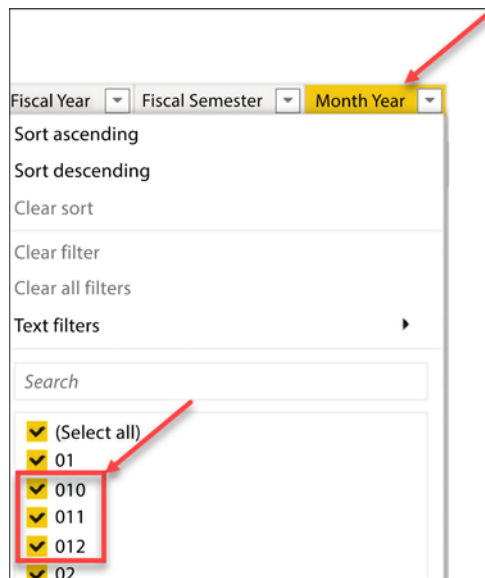 Fiscal Year Fiscal Semester Month Year
Sort ascending
Sort descending
Clear sort
Clear filter
Clear all filters
Text filters
Search
(Select all)
01
010
011
012
02